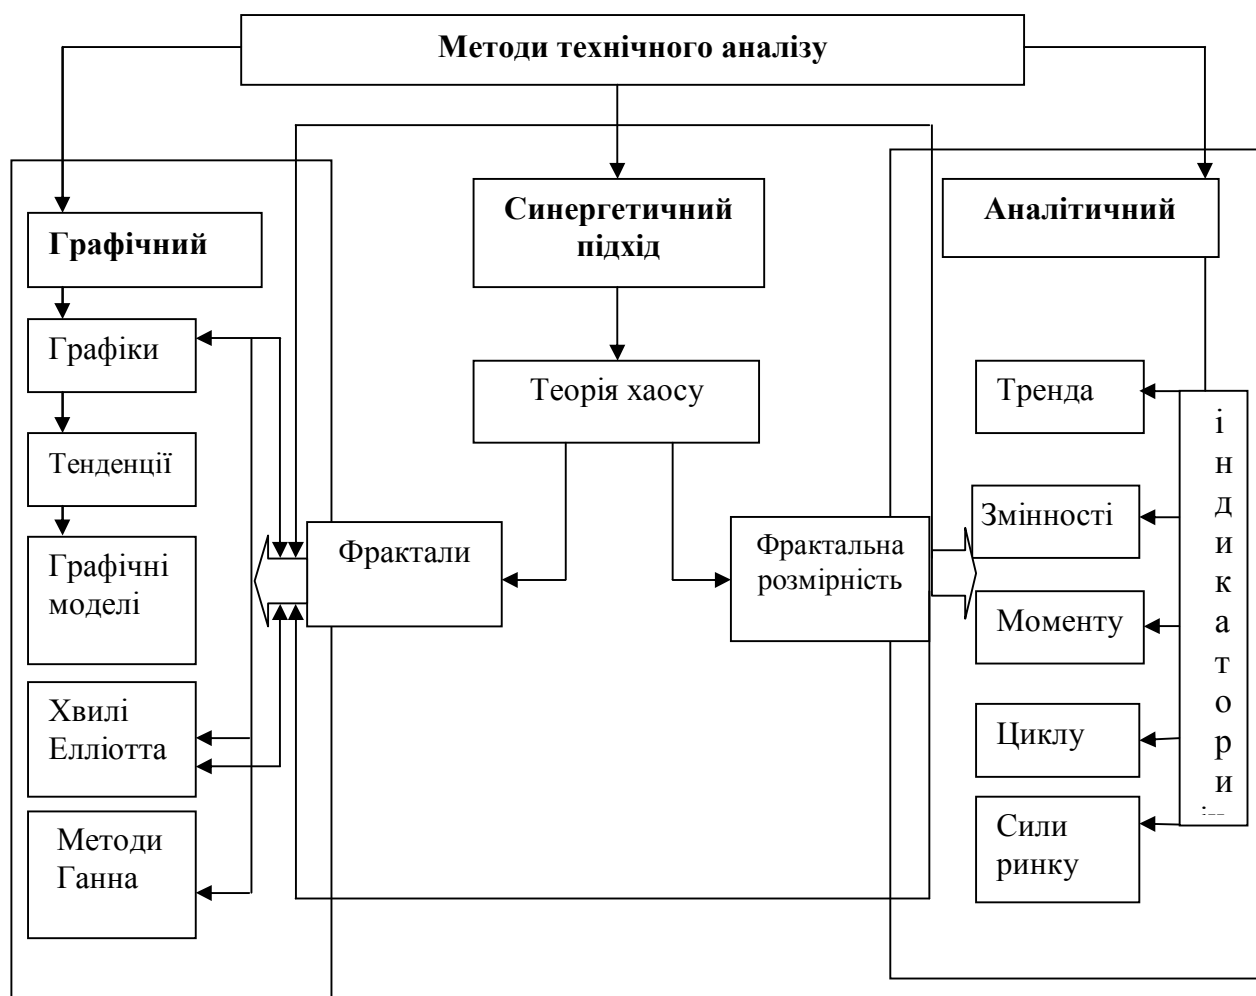 Методи технічного аналізу
Графічний
Графіки
Тенденції
Графічні
моделі
Хвилі
Елліотта
Методи
Ганна
Синергетичний
підхід
Теорія хаосу
Фрактали
Фрактальна
розмірність
Аналітичний
Тренда
Змінності
Моменту
Циклу
Сили
ринку
і
н
д
и
к
а
т
о
р
и